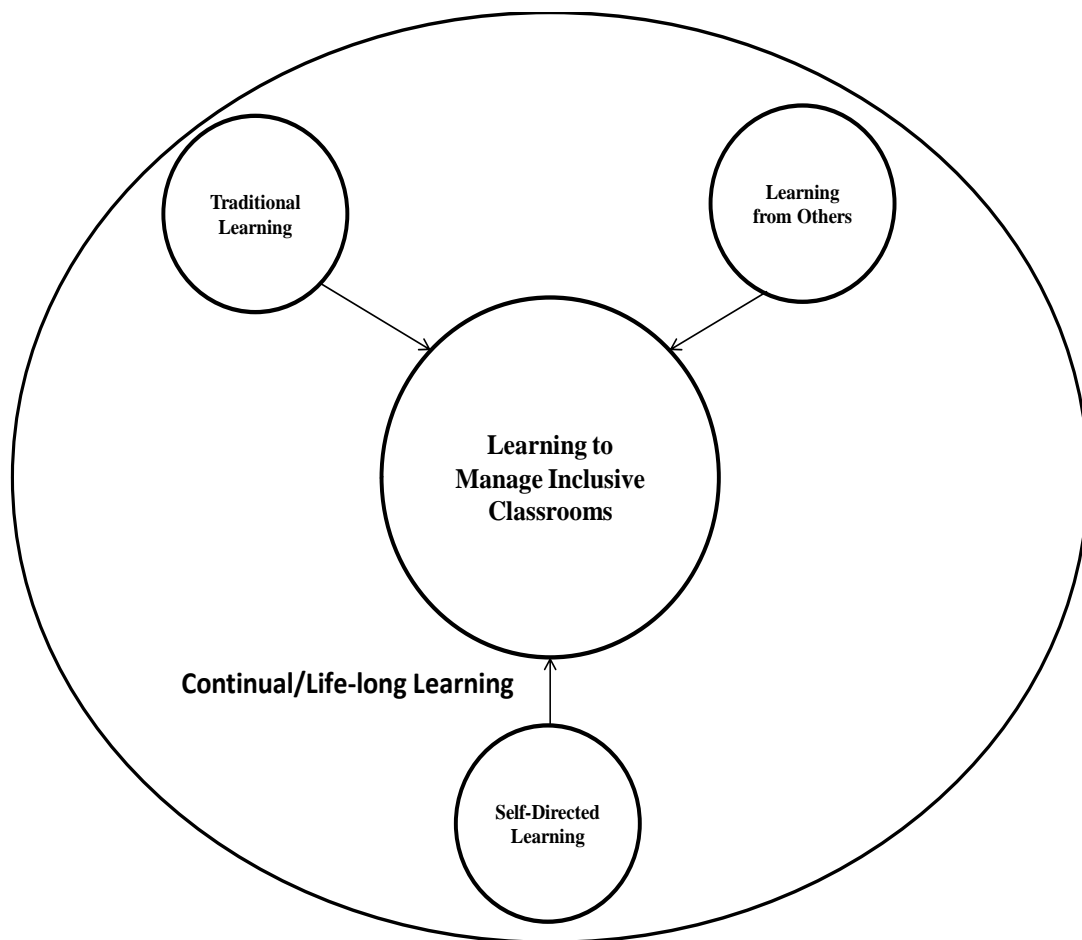 Traditional
Learning
Learning
from Others
Learning to
Manage Inclusive
Classrooms
Continual/Life-long Learning
Self-Directed
Learning